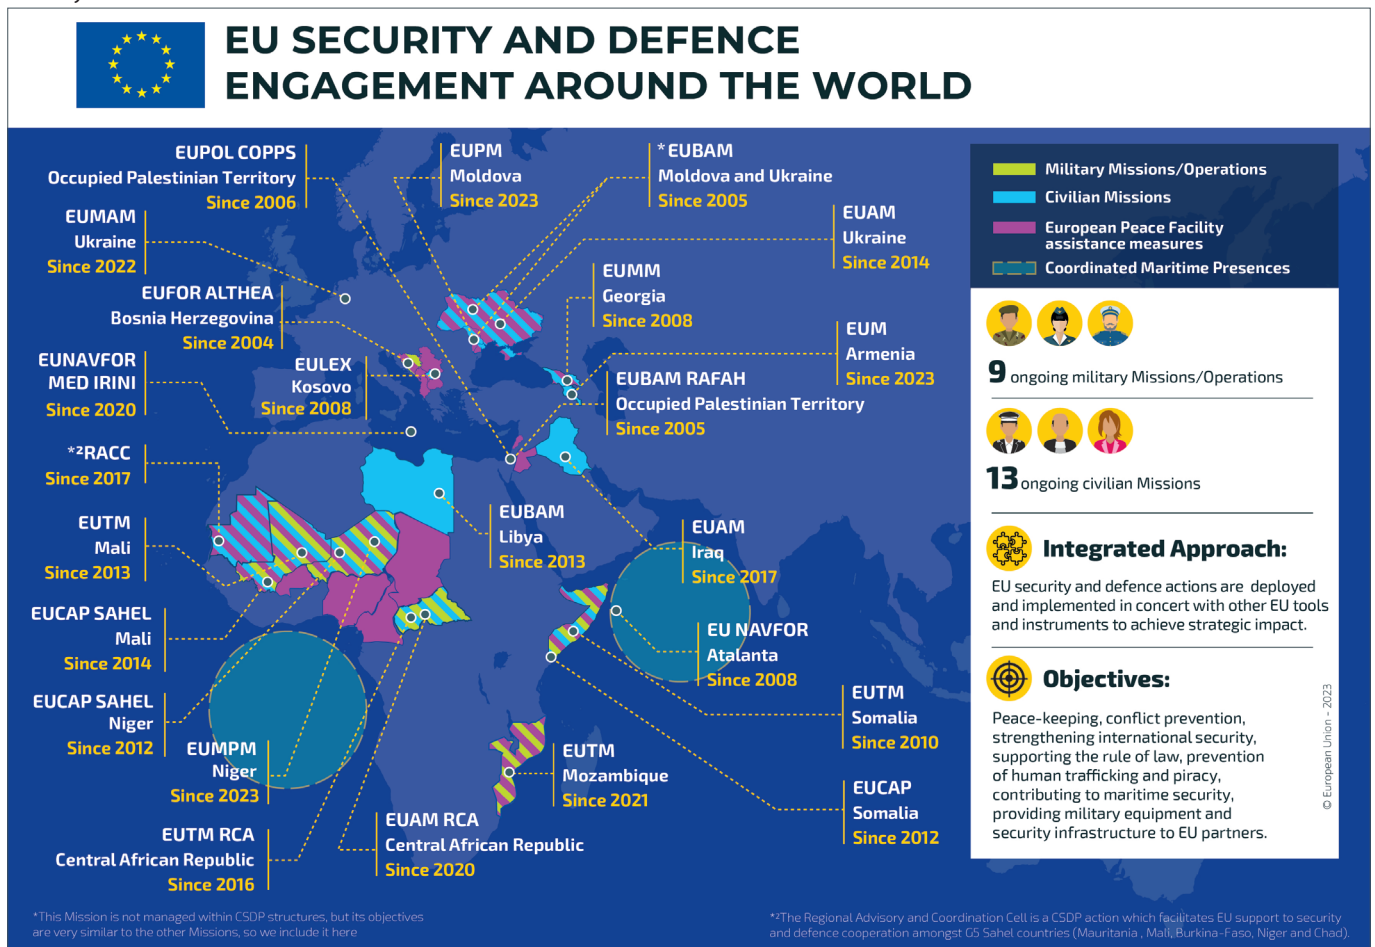 EU SECURITY AND DEFENCE
ENGAGEMENT AROUND THE WORLD
EUPOL COPPS
Occupied Palestinian Territory
Since 2006
EUPM
Moldova
Since 2023
*EUBAM
Moldova and Ukraine
Since 2005
EUMAM
Ukraine
Since 2022
EUAM
Ukraine
Since 2014
EUMM
Georgia
Since 2008
EUFOR ALTHEA
Bosnia Herzegovina
Since 2004
EUM
Armenia
Since 2023
EUNAVFOR
MED IRINI
Since 2020
EULEX
Kosovo
Since 2008
EUBAM RAFAH
Occupied Palestinian Territory
Since 2005
*²RACC
Since 2017
EUTM
Mali
Since 2013
EUBAM
Libya
Since 2013
EUAM
Iraq
Since 2017
EUCAP SAHEL
Mali
Since 2014
EU NAVFOR
Atalanta
Since 2008
EUCAP SAHEL
Niger
Since 2012
EUTM
Somalia
Since 2010
EUMPM
Niger
Since 2023
EUTM
Mozambique
Since 2021
EUCAP
Somalia
Since 2012
EUTM RCA
Central African Republic
Since 2016
EUAM RCA
Central African Republic
Since 2020
Military Missions/Operations
Civilian Missions
European Peace Facility
assistance measures
Coordinated Maritime Presences
9 ongoing military Missions/Operations
13 ongoing civilian Missions
Integrated Approach:
EU security and defence actions are deployed
and implemented in concert with other EU tools
and instruments to achieve strategic impact.
Objectives:
Peace-keeping, conflict prevention,
strengthening international security,
supporting the rule of law, prevention
of human trafficking and piracy,
contributing to maritime security,
providing military equipment and
security infrastructure to EU partners.
© European Union - 2023
*This Mission is not managed within CSDP structures, but its objectives
are very similar to the other Missions, so we include it here
*²The Regional Advisory and Coordination Cell is a CSDP action which facilitates EU support to security
and defence cooperation amongst G5 Sahel countries (Mauritania , Mali, Burkina-Faso, Niger and Chad).